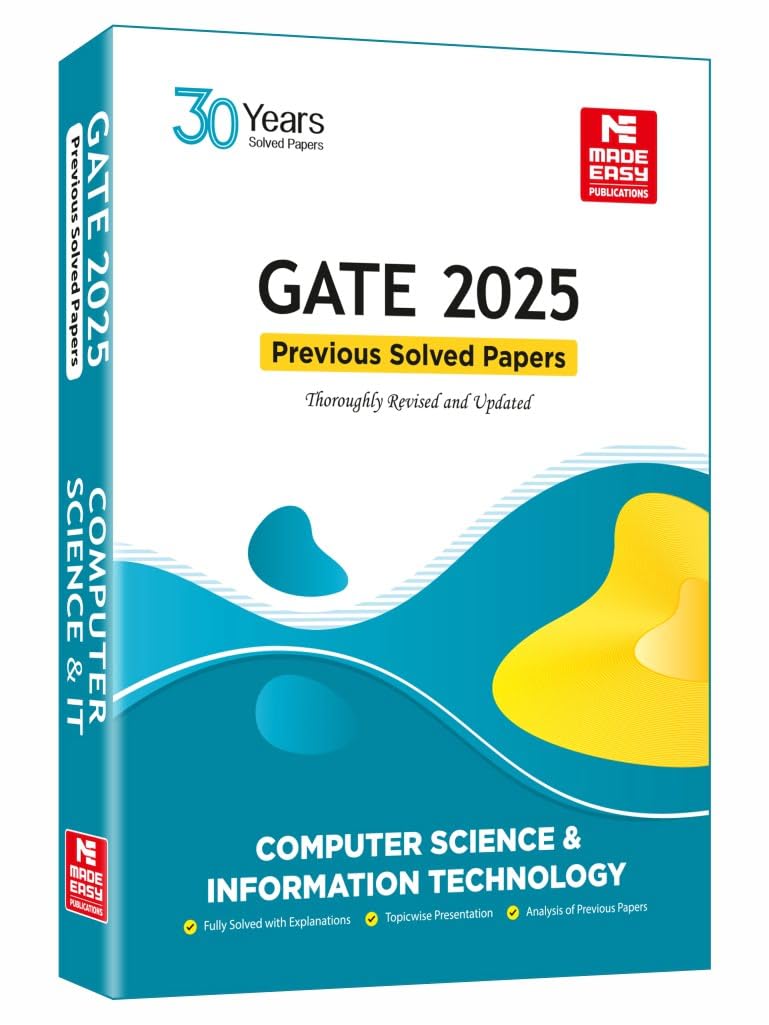 30 Years
Solved Papers
ME
MADE
EASY
PUBLICATIONS
GATE 2025
Previous Solved Papers
Thoroughly Revised and Updated
COMPUTER SCIENCE &
INFORMATION TECHNOLOGY
Fully Solved with Explanations
Topicwise Presentation
Analysis of Previous Papers
GATE 2025
Previous Solved Papers
COMPUTER
SCIENCE & IT
ME
MADE
EASY
PUBLICATIONS